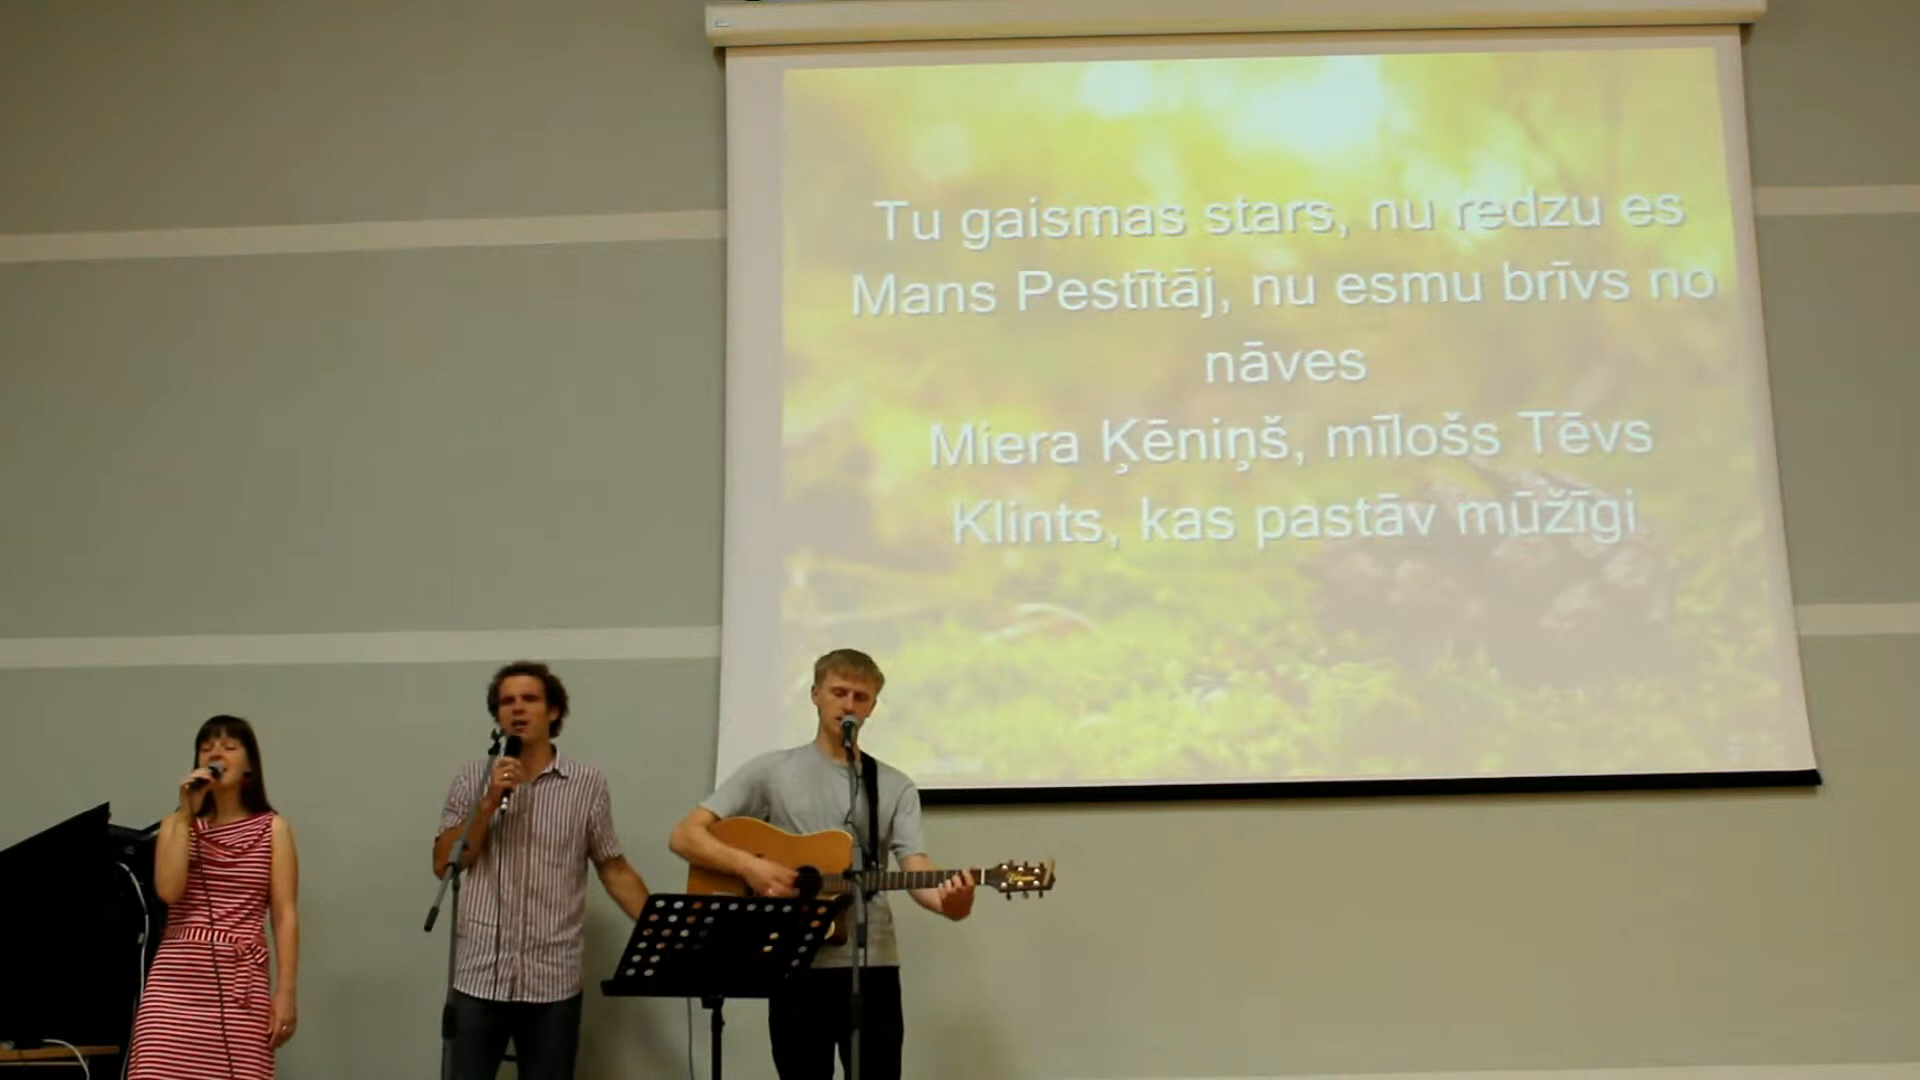 Tu gaismas stars, nu redzu es
Mans Pestītāj, nu esmu brīvs no
nāves
Miera Ķēniņš, mīlošs Tēvs
Klints, kas pastāv mūžīgi